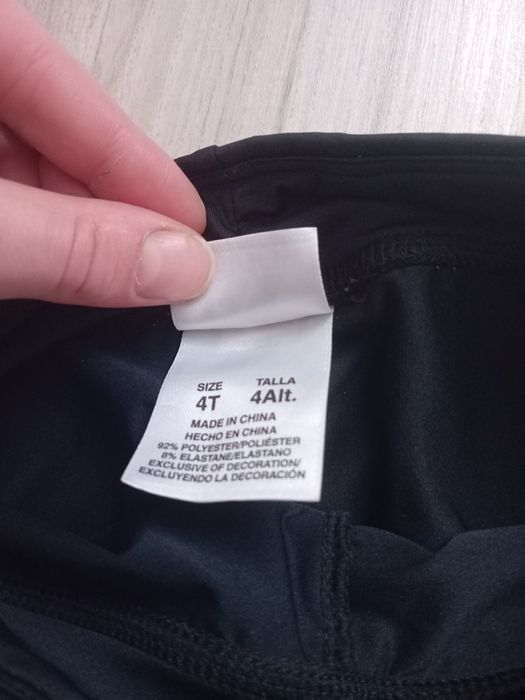 SIZE TALLA
4T 4Alt.
MADE IN CHINA
HECHO EN CHINA
92% POLYESTER/POLIÉSTER
8% ELASTANE/ELASTANO
EXCLUSIVE OF DECORATION/
EXCLUYENDO LA DECORACIÓN